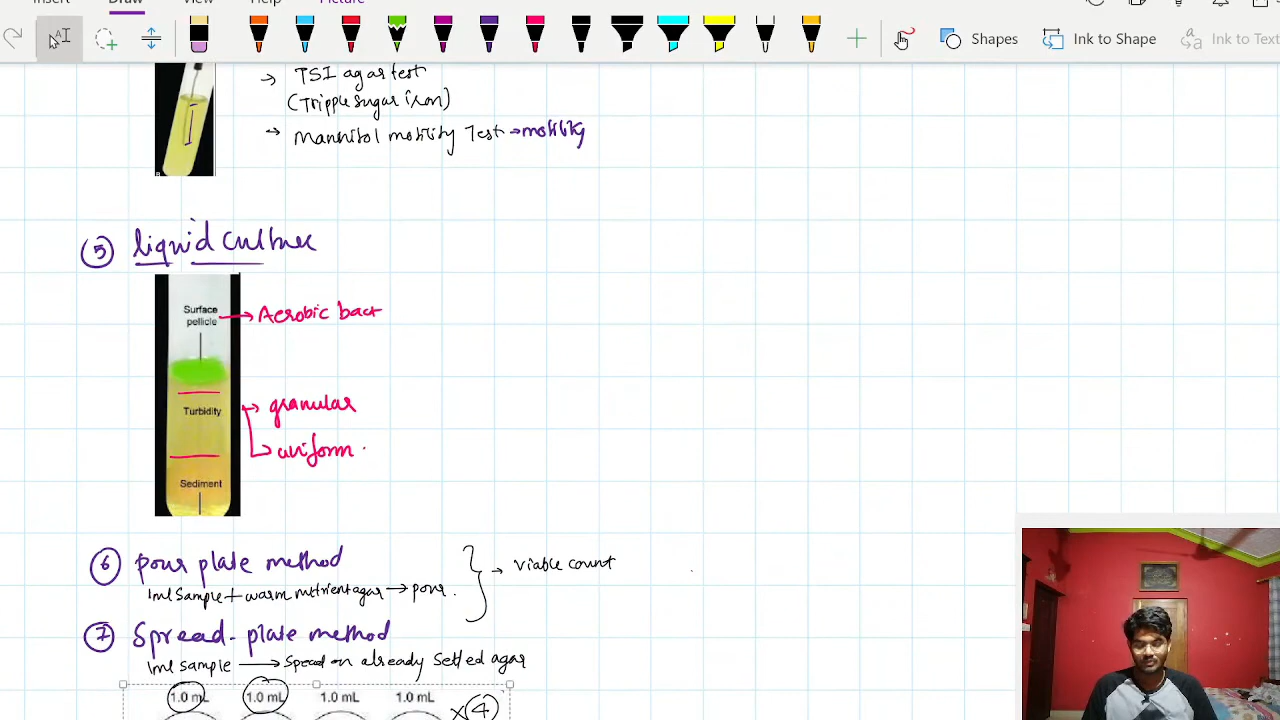 Insert Draw View Help Picture
Shapes
Ink to Shape
Ink to Text
→ TSI agar test
(Tripple sugar iron)
→ Mannitol motility Test → motility
⑤ liquid culture
Surface
pellicle
→ Aerobic bact
Turbidity
→ granular
→ uniform
Sediment
⑥ pour plate method
1ml sample + warm nutrient agar → pour.
→ viable count
⑦ Spread-plate method
1ml sample → Spead on already Setled agar
1.0 mL 1.0 mL 1.0 mL 1.0 mL
×④